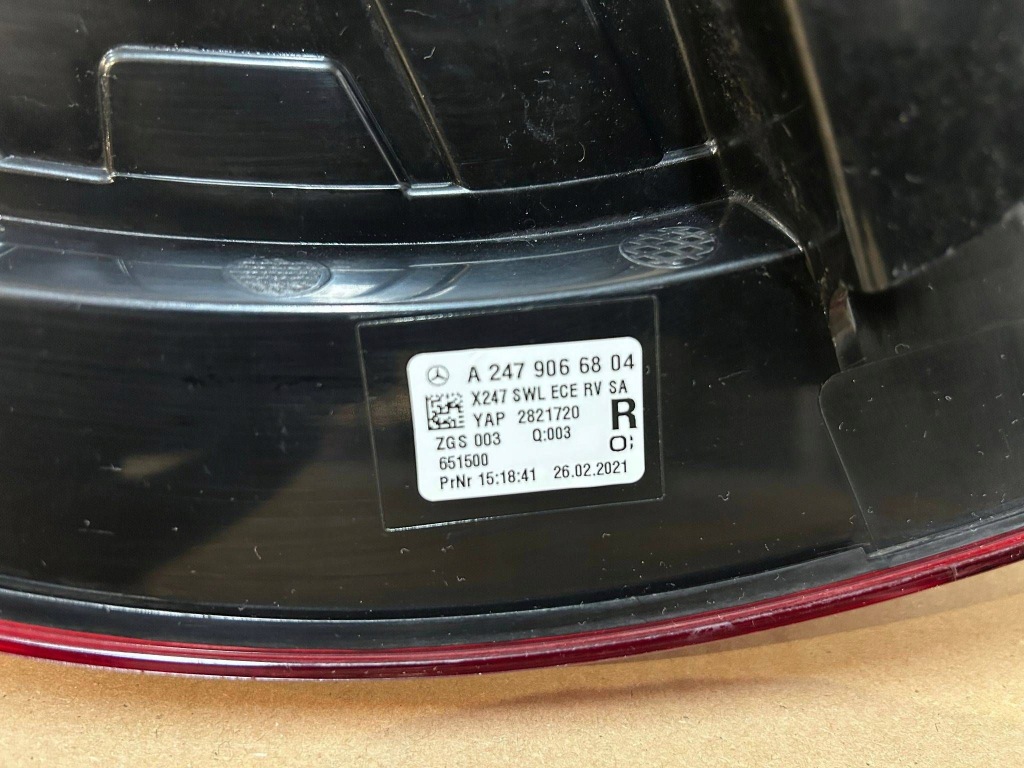 A 247 906 68 04
X247 SWL ECE RV SA
YAP 2821720
R
ZGS 003 Q:003
651500
PrNr 15:18:41 26.02.2021